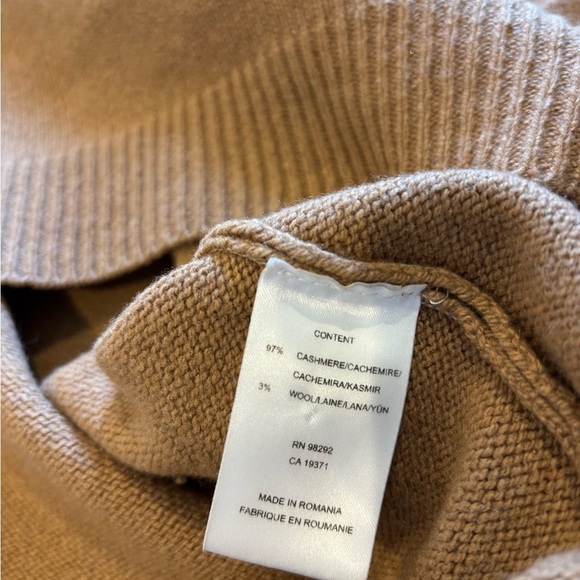 CONTENT
97% CASHMERE/CACHEMIRE/
CACHEMIRA/KASMIR
3% WOOL/LAINE/LANA/YÜN
RN 98292
CA 19371
MADE IN ROMANIA
FABRIQUE EN ROUMANIE